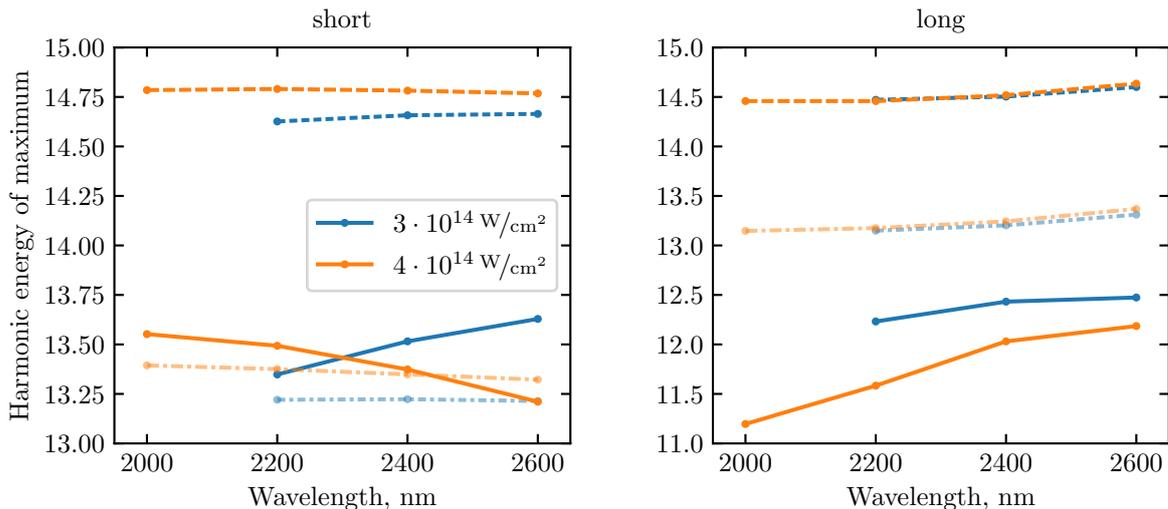 short
long
15.00
14.75
14.50
14.25
14.00
13.75
13.50
13.25
13.00
Harmonic energy of maximum
3 · 10¹⁴ W/cm²
4 · 10¹⁴ W/cm²
2000 2200 2400 2600
Wavelength, nm
15.0
14.5
14.0
13.5
13.0
12.5
12.0
11.5
11.0
2000 2200 2400 2600
Wavelength, nm